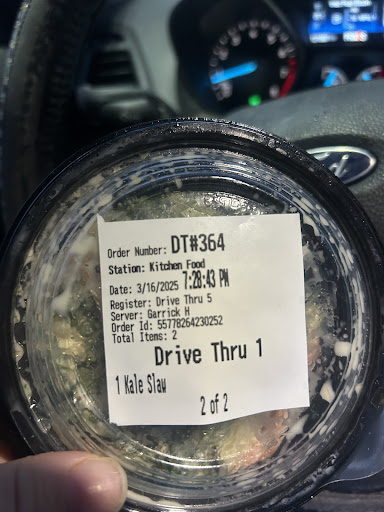 Order Number: DT#364
Station: Kitchen Food
Date: 3/16/2025 7:28:43 PM
Register: Drive Thru 5
Server: Garrick H
Order Id: 55778264230252
Total Items: 2
Drive Thru 1
1 Kale Slaw
2 of 2